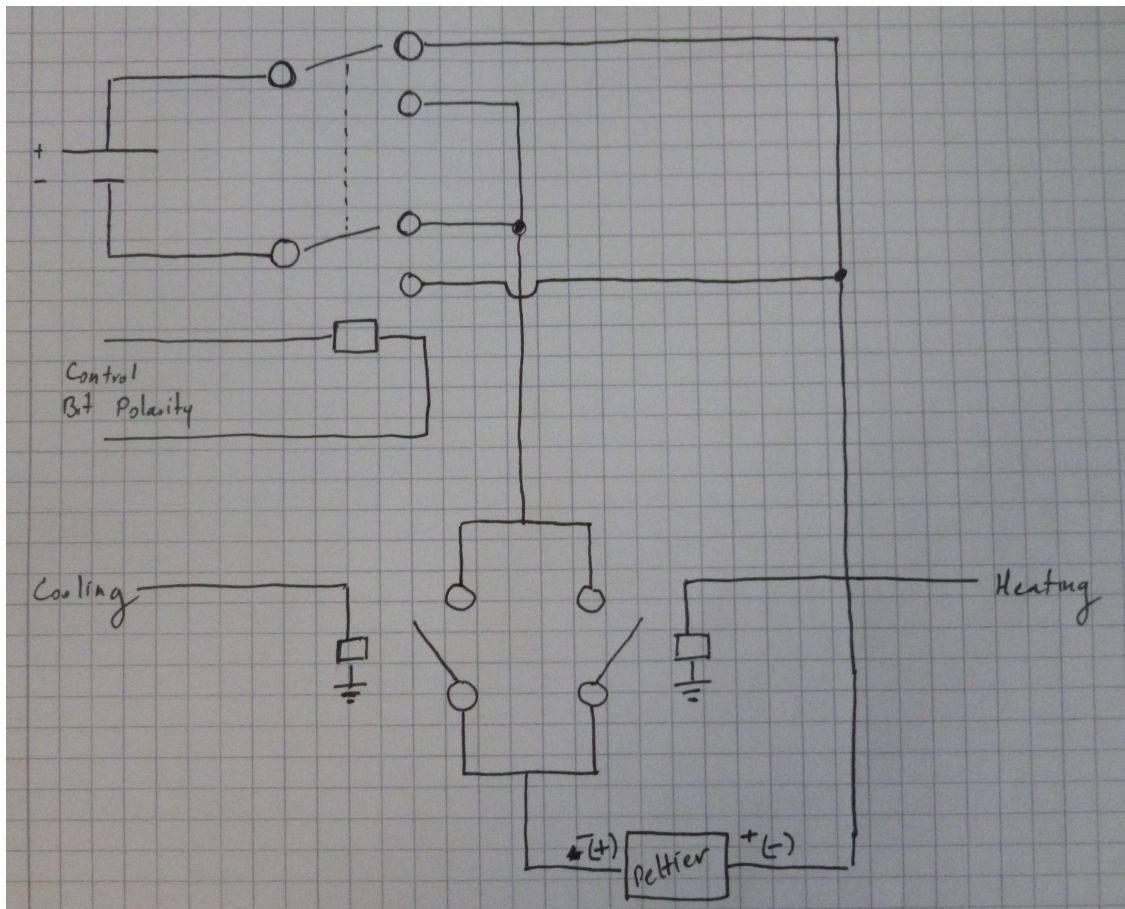 +
-
Control
Bit Polarity
Cooling
Heating
-(+)
Peltier
+(-)